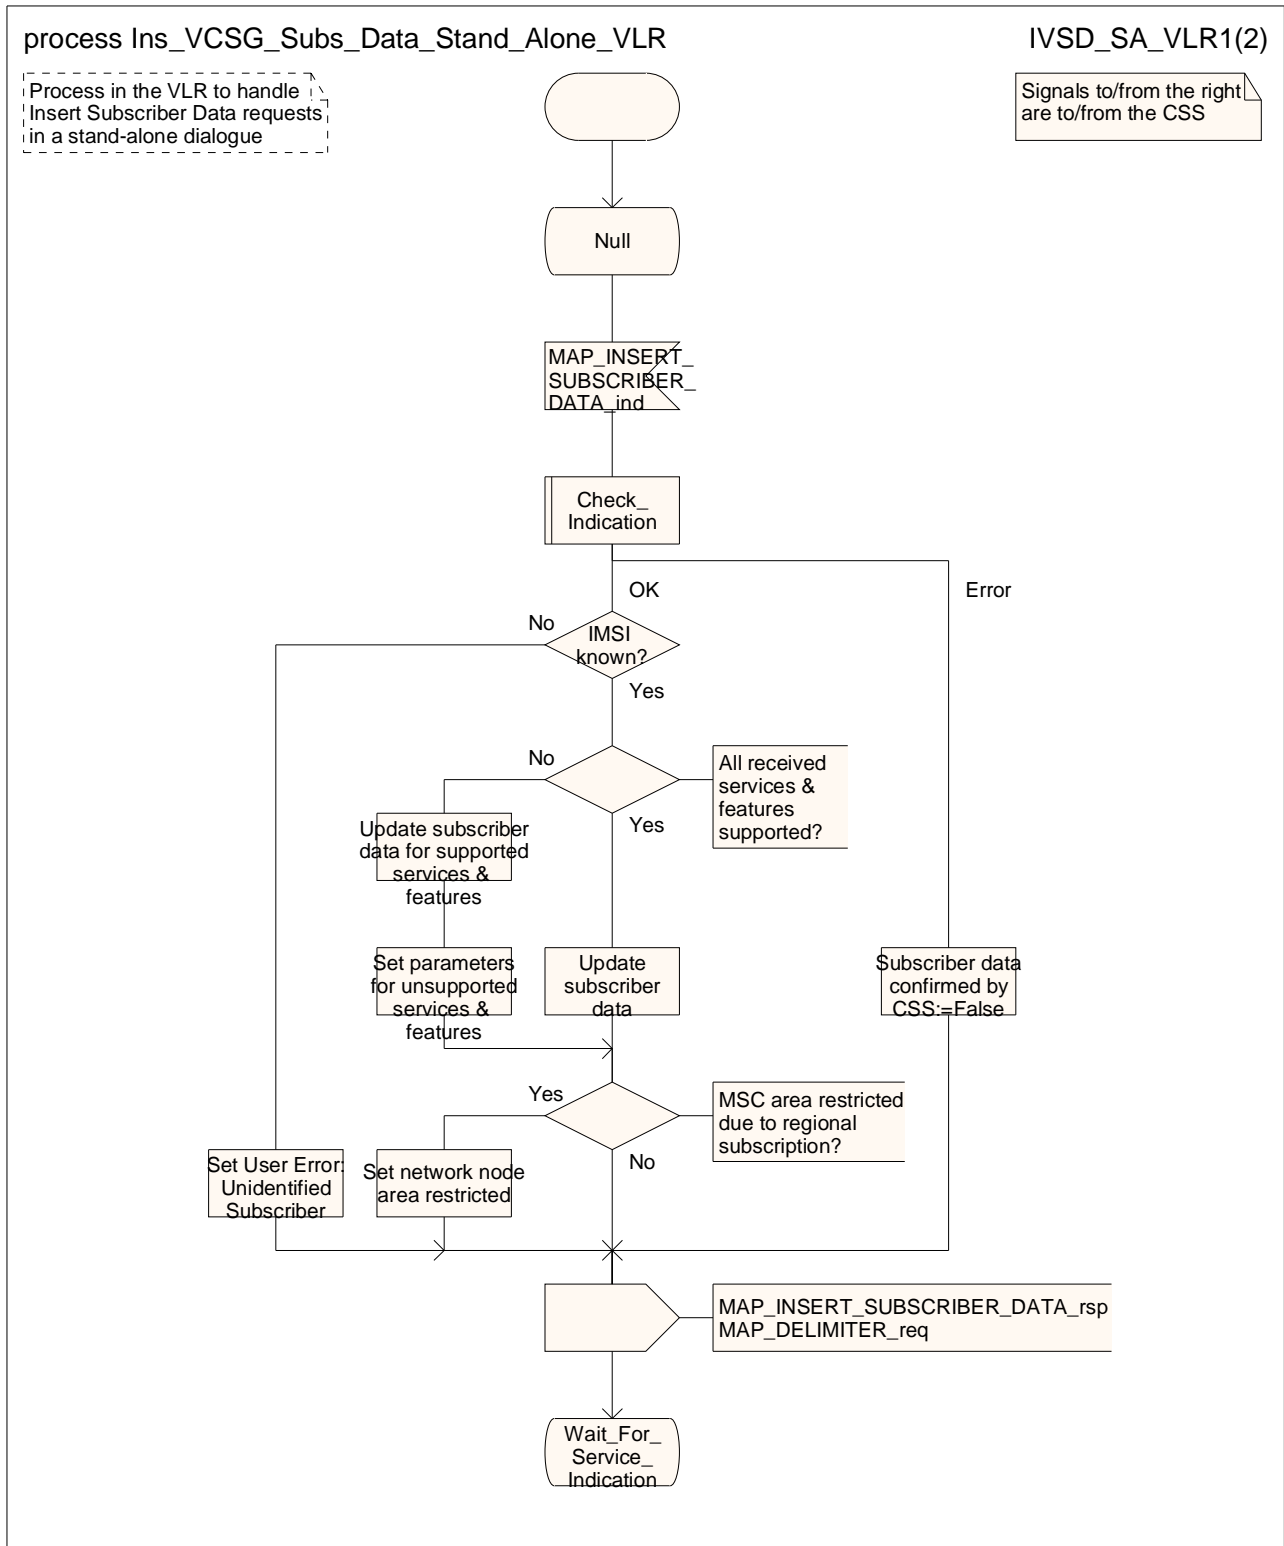 process Ins_VCSG_Subs_Data_Stand_Alone_VLR
IVSD_SA_VLR1(2)
Process in the VLR to handle
Insert Subscriber Data requests
in a stand-alone dialogue
Signals to/from the right
are to/from the CSS
Null
MAP_INSERT_
SUBSCRIBER_
DATA_ind
Check_
Indication
OK
Error
No
IMSI
known?
Yes
No
All received
services &
features
supported?
Yes
Update subscriber
data for supported
services &
features
Set parameters
for unsupported
services &
features
Update
subscriber
data
Subscriber data
confirmed by
CSS:=False
Yes
MSC area restricted
due to regional
subscription?
No
Set User Error:
Unidentified
Subscriber
Set network node
area restricted
MAP_INSERT_SUBSCRIBER_DATA_rsp
MAP_DELIMITER_req
Wait_For_
Service_
Indication